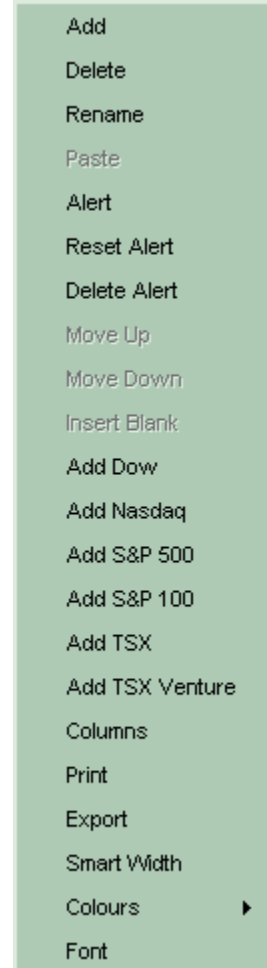 Add
Delete
Rename
Paste
Alert
Reset Alert
Delete Alert
Move Up
Move Down
Insert Blank
Add Dow
Add Nasdaq
Add S&P 500
Add S&P 100
Add TSX
Add TSX Venture
Columns
Print
Export
Smart Width
Colours
Font